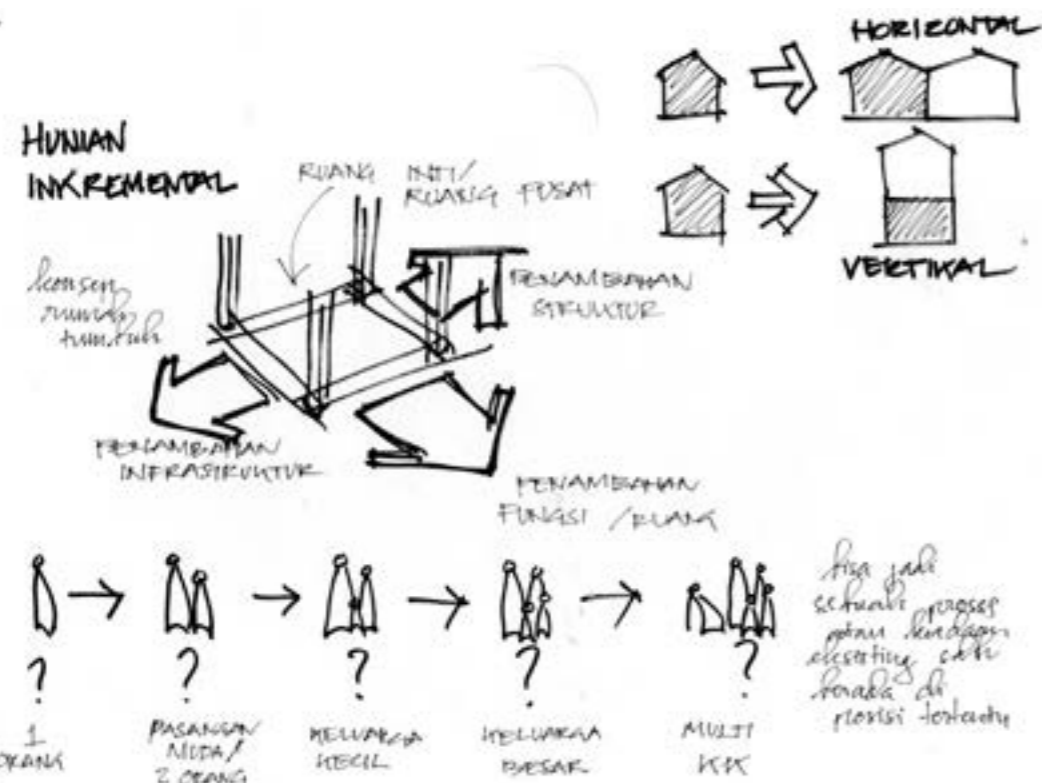 HORIZONTAL
VERTIKAL
HUNIAN
INKREMENTAL
RUANG INTI/
RUANG PUSAT
konsep
rumah
tumbuh
PENAMBAHAN
STRUKTUR
PENAMBAHAN
INFRASTRUKTUR
PENAMBAHAN
FUNGSI / RUANG
? ? ? ? ?
1
ORANG
PASANGAN
MUDA/
2 ORANG
KELUARGA
KECIL
KELUARGA
BESAR
MULTI
KK
bisa jadi
sebuah proses
atau keadaan
eksisting sdh
berada di
posisi tertentu